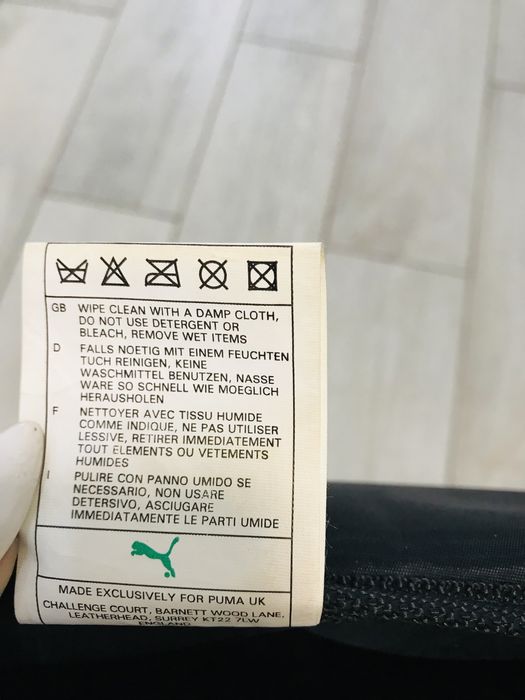 GB WIPE CLEAN WITH A DAMP CLOTH,
DO NOT USE DETERGENT OR
BLEACH, REMOVE WET ITEMS
D FALLS NOETIG MIT EINEM FEUCHTEN
TUCH REINIGEN, KEINE
WASCHMITTEL BENUTZEN, NASSE
WARE SO SCHNELL WIE MOEGLICH
HERAUSHOLEN
F NETTOYER AVEC TISSU HUMIDE
COMME INDIQUE, NE PAS UTILISER
LESSIVE, RETIRER IMMEDIATEMENT
TOUT ELEMENTS OU VETEMENTS
HUMIDES
I PULIRE CON PANNO UMIDO SE
NECESSARIO, NON USARE
DETERSIVO, ASCIUGARE
IMMEDIATAMENTE LE PARTI UMIDE
MADE EXCLUSIVELY FOR PUMA UK
CHALLENGE COURT, BARNETT WOOD LANE,
LEATHERHEAD, SURREY KT22 7LW
ENGLAND